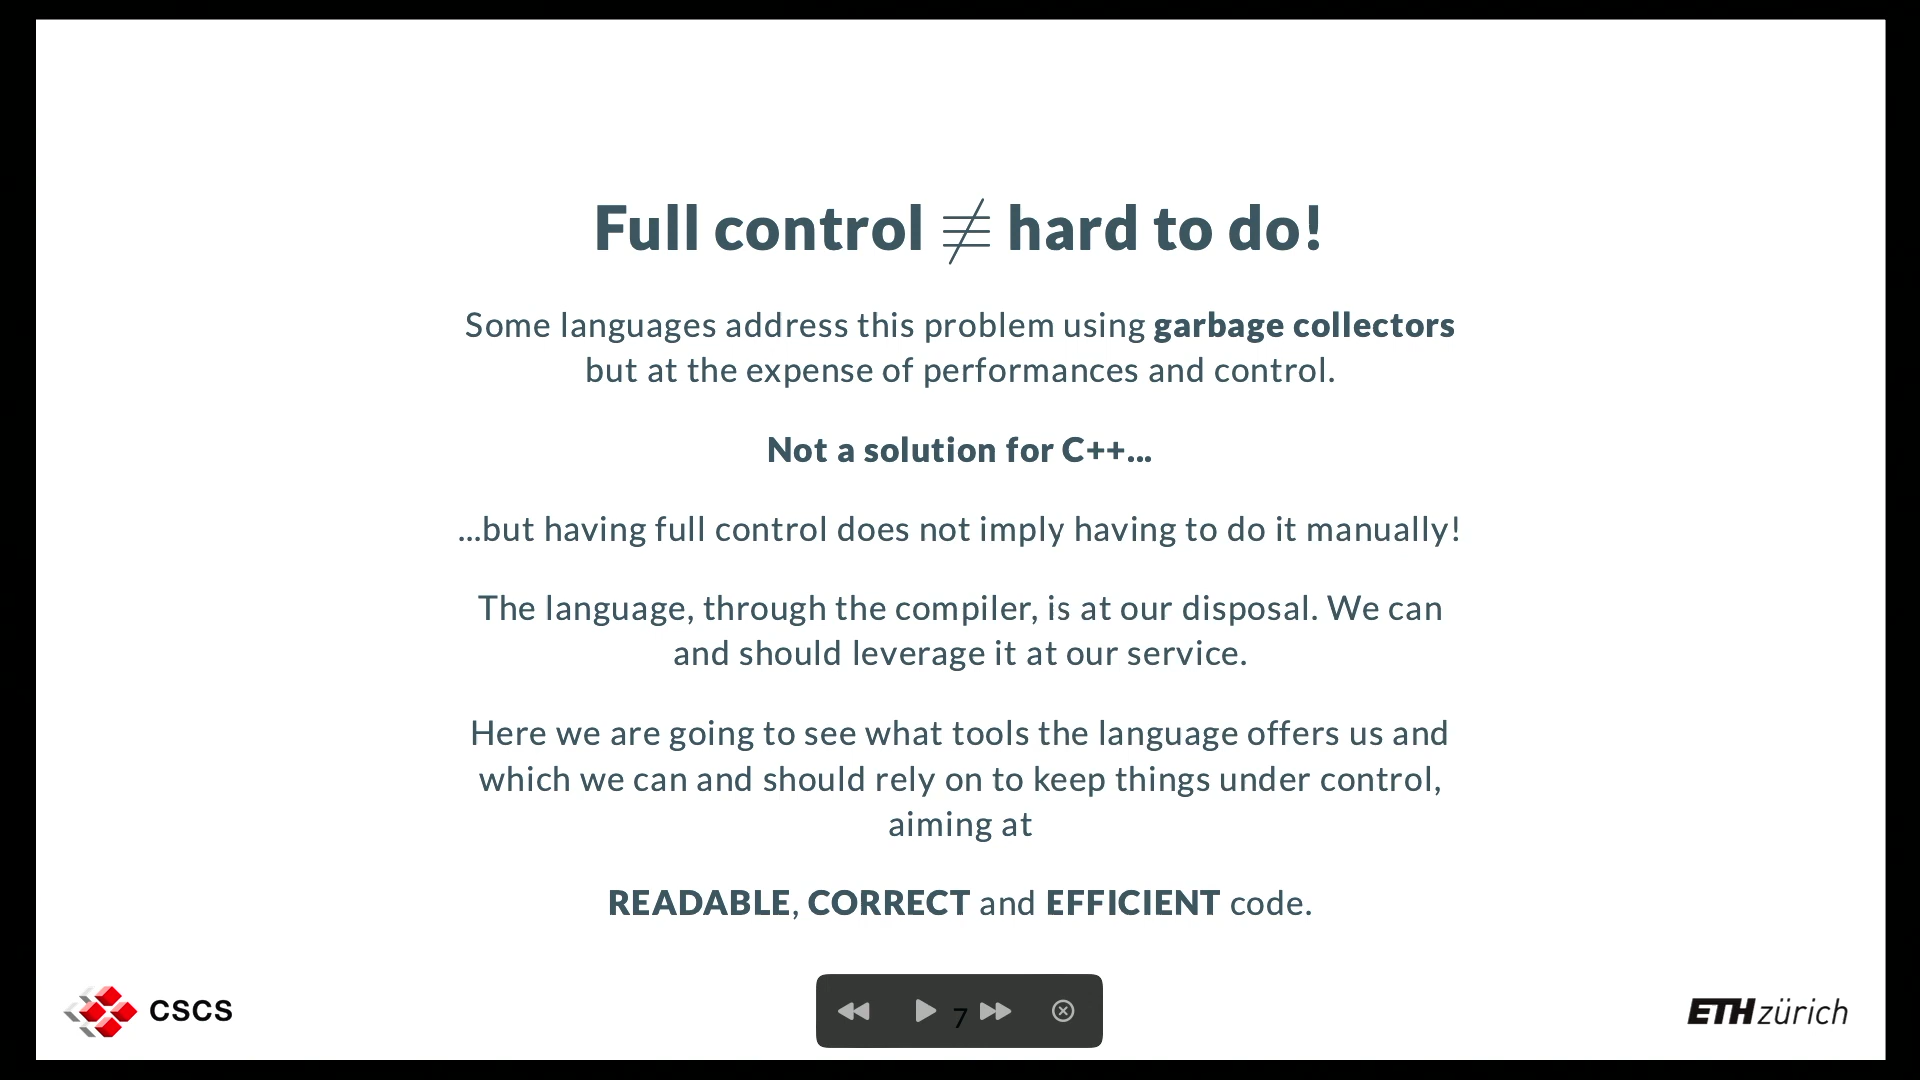 Full control ≢ hard to do!
Some languages address this problem using garbage collectors
but at the expense of performances and control.
Not a solution for C++...
...but having full control does not imply having to do it manually!
The language, through the compiler, is at our disposal. We can
and should leverage it at our service.
Here we are going to see what tools the language offers us and
which we can and should rely on to keep things under control,
aiming at
READABLE, CORRECT and EFFICIENT code.
CSCS
7
ETH zürich